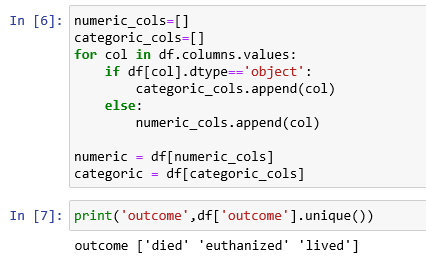 In [6]: numeric_cols=[]
categoric_cols=[]
for col in df.columns.values:
    if df[col].dtype=='object':
        categoric_cols.append(col)
    else:
        numeric_cols.append(col)

numeric = df[numeric_cols]
categoric = df[categoric_cols]
In [7]: print('outcome',df['outcome'].unique())
outcome ['died' 'euthanized' 'lived']